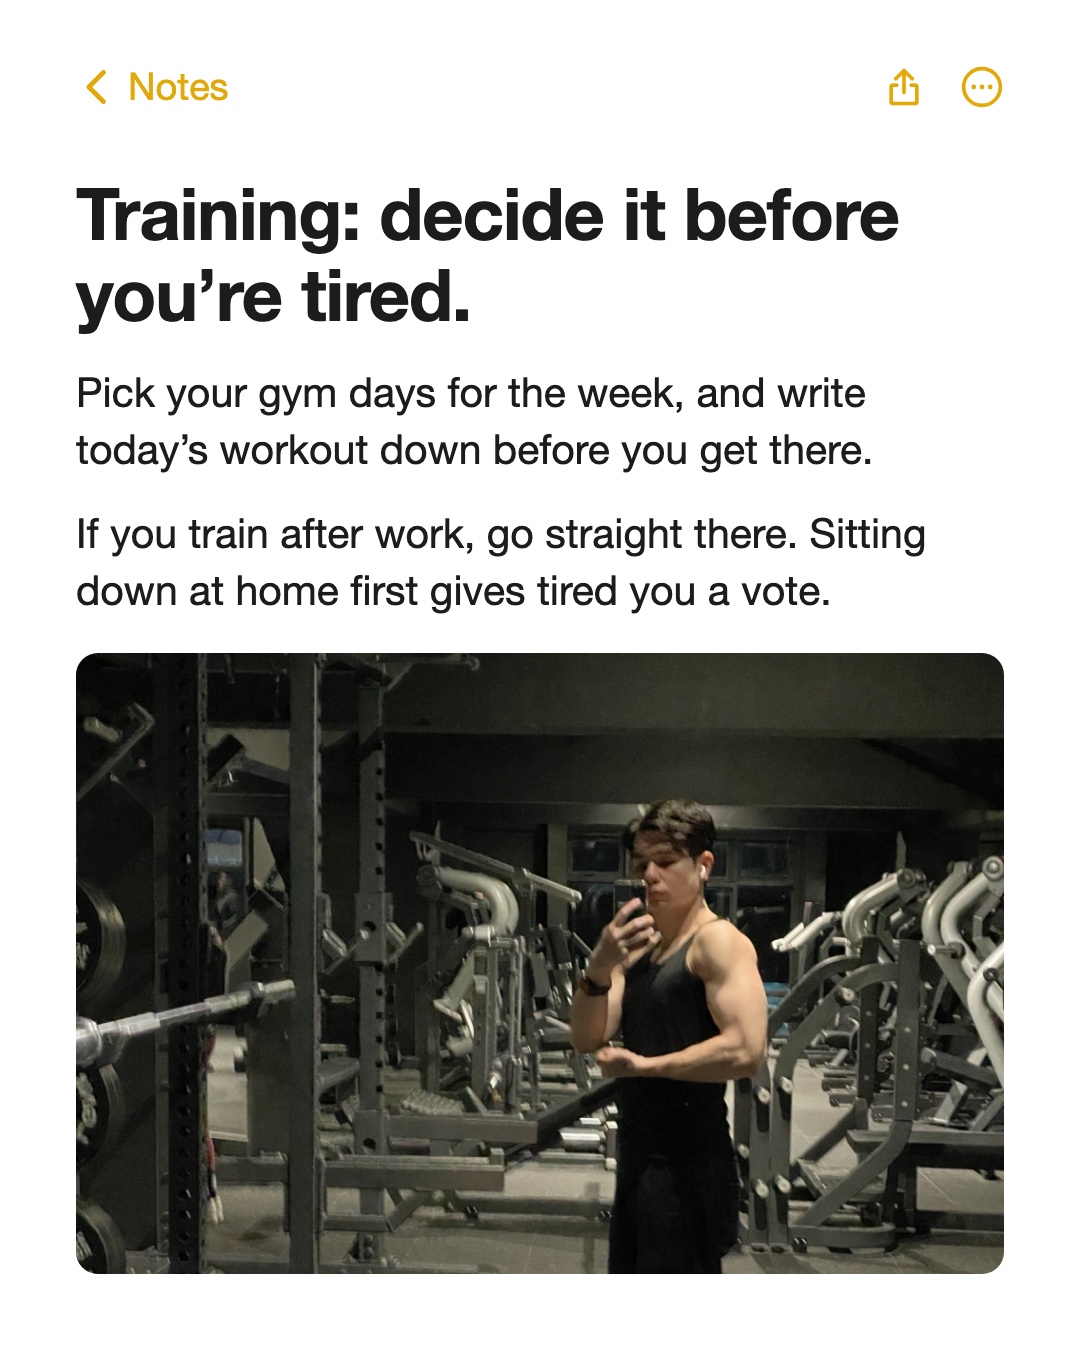 Notes
Training: decide it before
you’re tired.
Pick your gym days for the week, and write
today’s workout down before you get there.
If you train after work, go straight there. Sitting
down at home first gives tired you a vote.